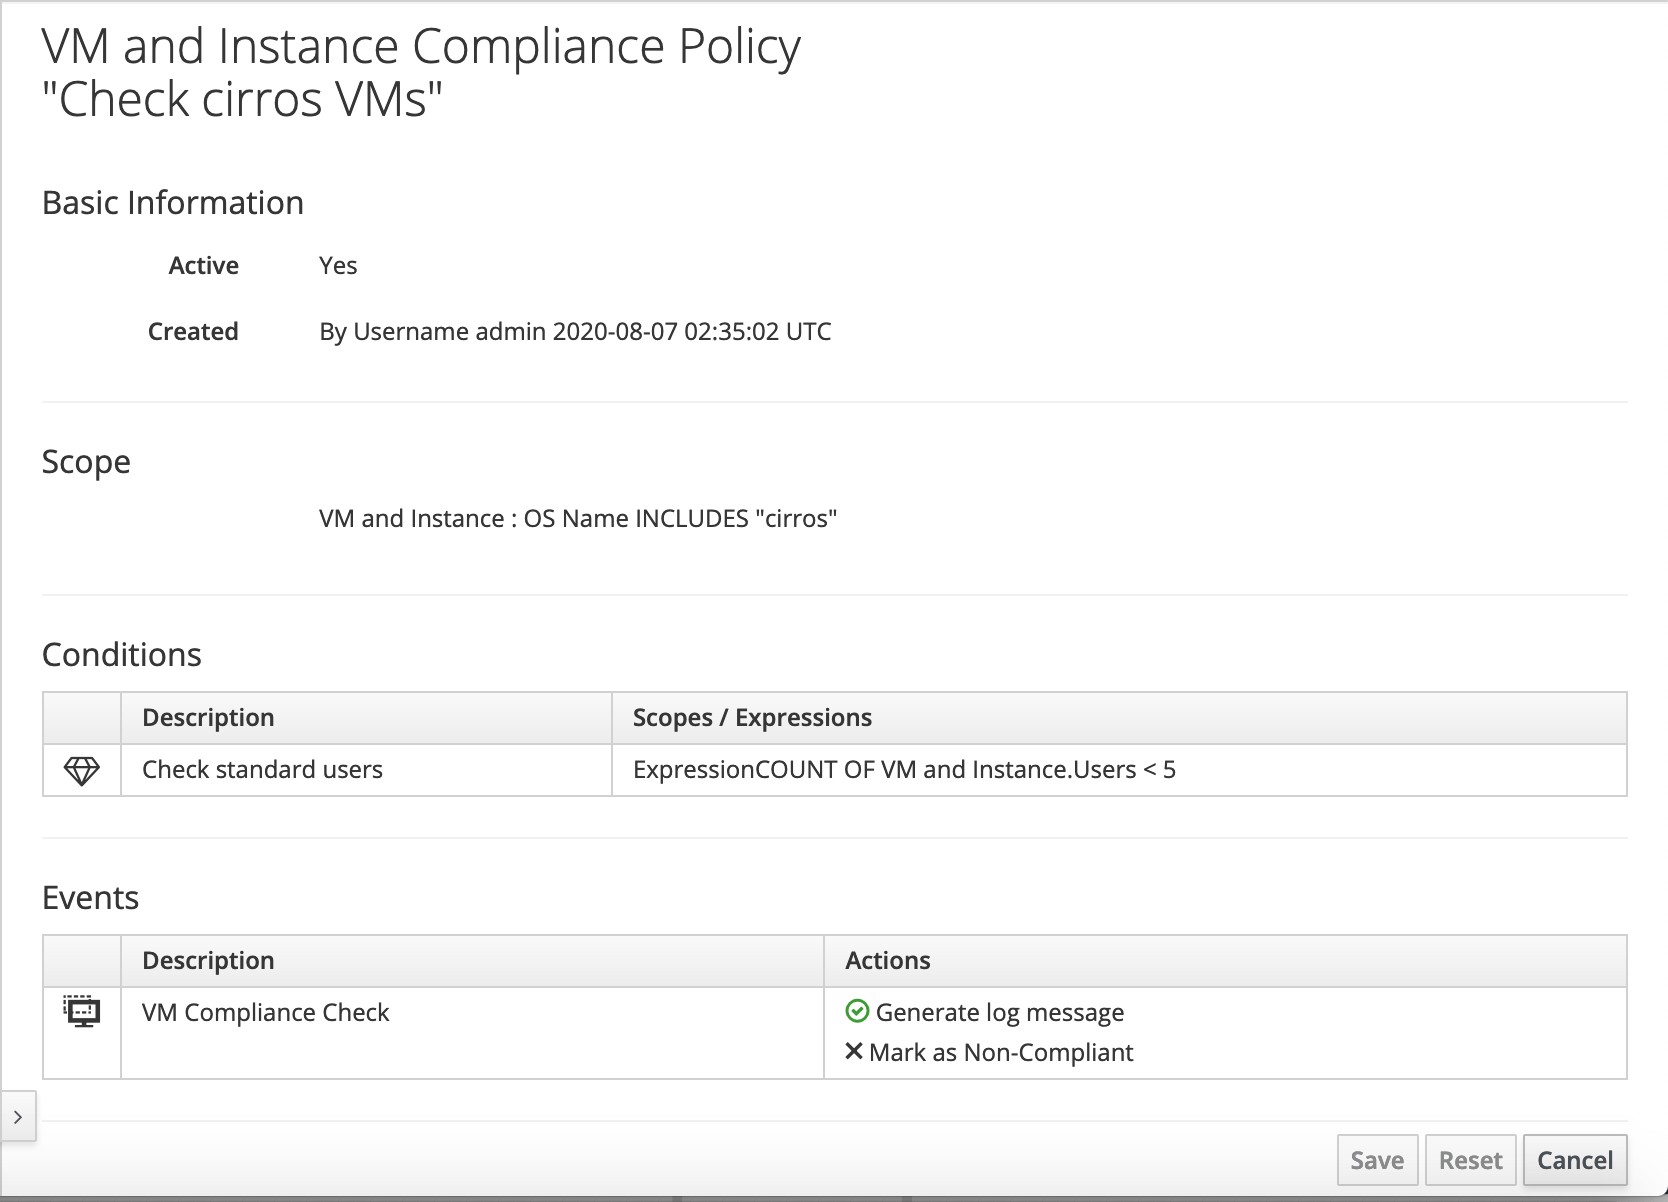 VM and Instance Compliance Policy
"Check cirros VMs"
Basic Information
Active Yes
Created By Username admin 2020-08-07 02:35:02 UTC
Scope
VM and Instance : OS Name INCLUDES "cirros"
Conditions
Description Scopes / Expressions
Check standard users ExpressionCOUNT OF VM and Instance.Users < 5
Events
Description Actions
VM Compliance Check Generate log message
Mark as Non-Compliant
Save Reset Cancel